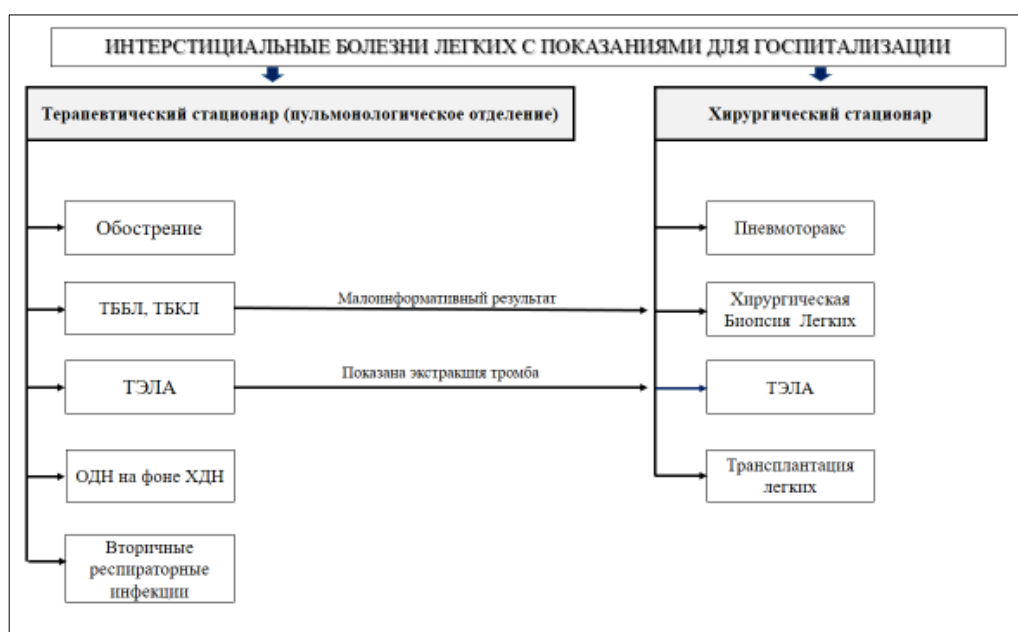 ИНТЕРСТИЦИАЛЬНЫЕ БОЛЕЗНИ ЛЕГКИХ С ПОКАЗАНИЯМИ ДЛЯ ГОСПИТАЛИЗАЦИИ
Терапевтический стационар (пульмонологическое отделение)
Хирургический стационар
Обострение
Пневмоторакс
ТББЛ, ТБКЛ
Малоинформативный результат
Хирургическая
Биопсия Легких
ТЭЛА
Показана экстракция тромба
ТЭЛА
ОДН на фоне ХДН
Трансплантация
легких
Вторичные
респираторные
инфекции